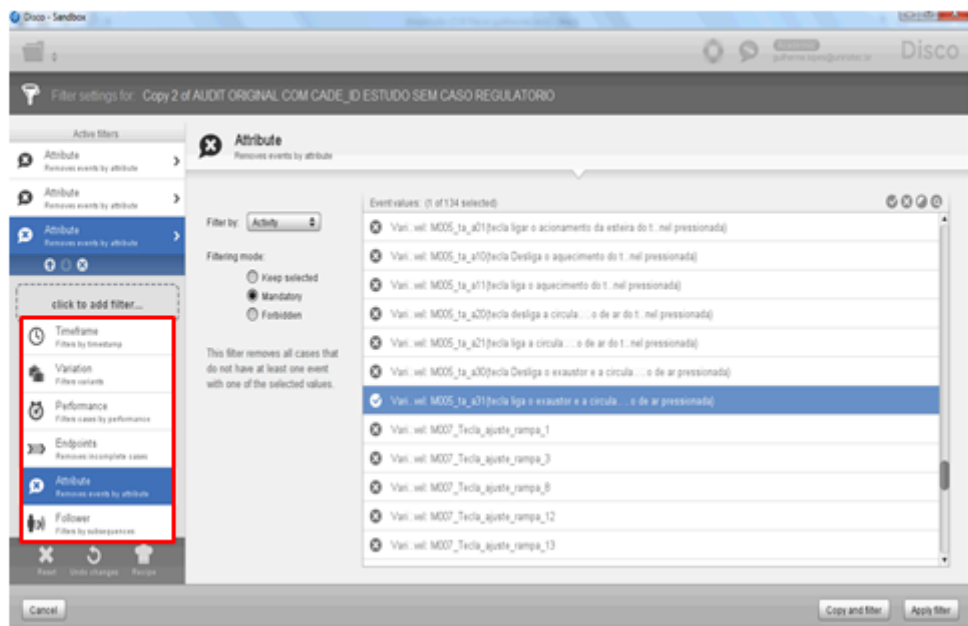 Disco - Sandbox
Disco
Filter settings for: Copy 2 of AUDIT ORIGINAL COM CADE_ID ESTUDO SEM CASO REGULATORIO
Active filters
Attribute
Removes events by attribute
Attribute
Removes events by attribute
Attribute
Removes events by attribute
click to add filter...
Timeframe
Filters by timestamp
Variation
Filters variants
Performance
Filters cases by performance
Endpoints
Removes incomplete cases
Attribute
Removes events by attribute
Follower
Filters by subsequences
Reset
Undo changes
Recipe
Attribute
Removes events by attribute
Filter by: Activity
Filtering mode:
Keep selected
Mandatory
Forbidden
This filter removes all cases that
do not have at least one event
with one of the selected values.
Event values: (1 of 134 selected)
Vari..vel: M005_ta_a01(tecla ligar o acionamento da esteira do t..nel pressionada)
Vari..vel: M005_ta_a10(tecla Desliga o aquecimento do t..nel pressionada)
Vari..vel: M005_ta_a11(tecla liga o aquecimento do t..nel pressionada)
Vari..vel: M005_ta_a20(tecla desliga a circula....o de ar do t..nel pressionada)
Vari..vel: M005_ta_a21(tecla liga a circula....o de ar do t..nel pressionada)
Vari..vel: M005_ta_a30(tecla Desliga o exaustor e a circula....o de ar pressionada)
Vari..vel: M005_ta_a31(tecla liga o exaustor e a circula....o de ar pressionada)
Vari..vel: M007_Tecla_ajuste_rampa_1
Vari..vel: M007_Tecla_ajuste_rampa_3
Vari..vel: M007_Tecla_ajuste_rampa_8
Vari..vel: M007_Tecla_ajuste_rampa_12
Vari..vel: M007_Tecla_ajuste_rampa_13
Cancel
Copy and filter
Apply filter